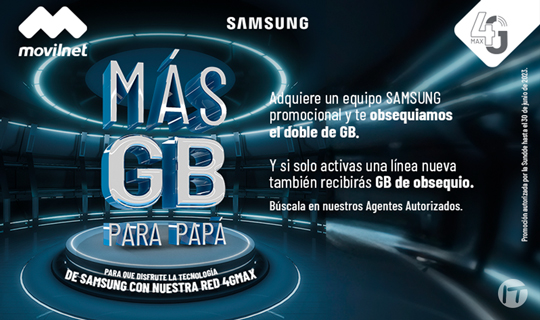 movilnet
SAMSUNG
4G
MAX
MÁS
GB
PARA PAPÁ
PARA QUE DISFRUTE LA TECNOLOGÍA
DE SAMSUNG CON NUESTRA RED 4GMAX
Adquiere un equipo SAMSUNG
promocional y te obsequiamos
el doble de GB.
Y si solo activas una línea nueva
también recibirás GB de obsequio.
Búscala en nuestros Agentes Autorizados.
Promoción autorizada por la Sundde hasta el 30 de junio de 2023.
IT